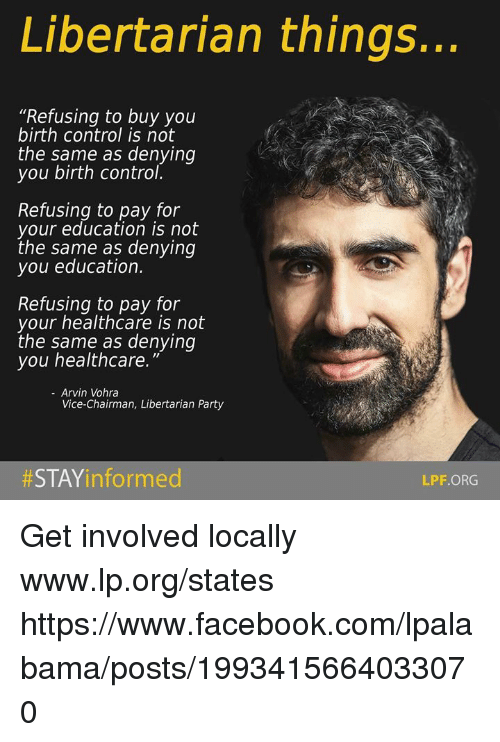 Libertarian things...
"Refusing to buy you
birth control is not
the same as denying
you birth control.
Refusing to pay for
your education is not
the same as denying
you education.
Refusing to pay for
your healthcare is not
the same as denying
you healthcare."
- Arvin Vohra
Vice-Chairman, Libertarian Party
#STAYinformed
LPF.ORG
Get involved locally
www.lp.org/states
https://www.facebook.com/lpala
bama/posts/199341566403307
0